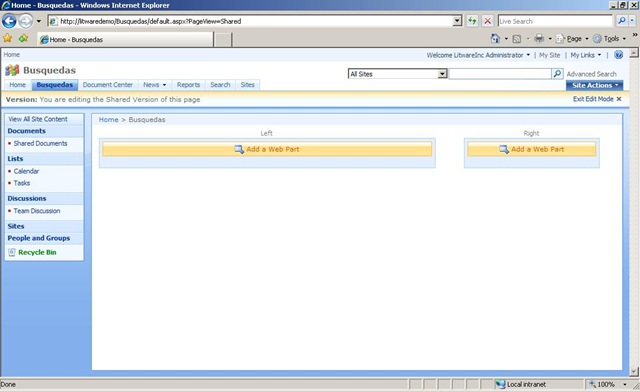 Home - Busquedas - Windows Internet Explorer
http://litwaredemo/Busquedas/default.aspx?PageView=Shared
Live Search
Home - Busquedas
Page
Tools
Home
Welcome LitwareInc Administrator
My Site
My Links
Busquedas
All Sites
Advanced Search
Home
Busquedas
Document Center
News
Reports
Search
Sites
Site Actions
Version: You are editing the Shared Version of this page
Exit Edit Mode
View All Site Content
Documents
Shared Documents
Lists
Calendar
Tasks
Discussions
Team Discussion
Sites
People and Groups
Recycle Bin
Home > Busquedas
Left
Right
Add a Web Part
Add a Web Part
Done
Local intranet
100%